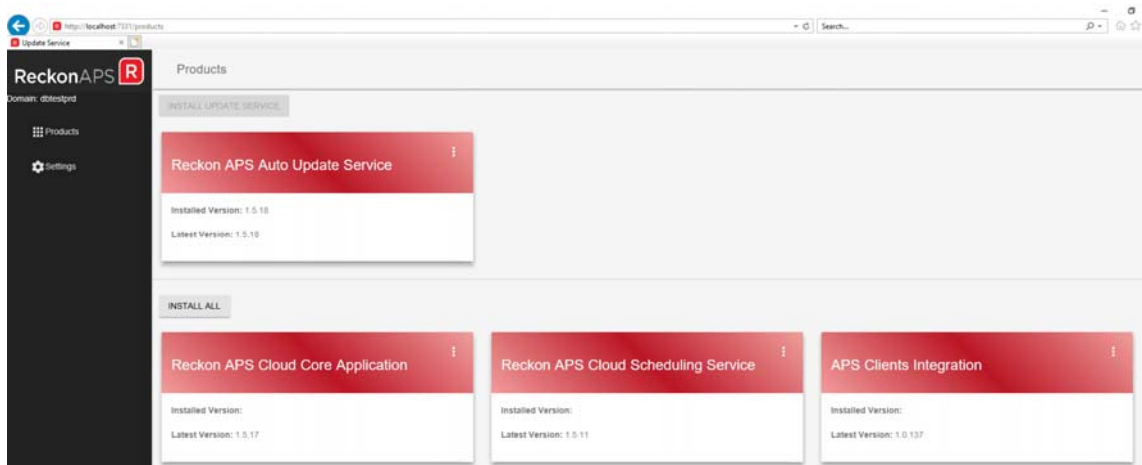 http://localhost:7331/products
Search...
Update Service
ReckonAPS R
Products
Domain: dbtestprd
INSTALL UPDATE SERVICE
Products
Reckon APS Auto Update Service
Settings
Installed Version: 1.5.18
Latest Version: 1.5.18
INSTALL ALL
Reckon APS Cloud Core Application
Reckon APS Cloud Scheduling Service
APS Clients Integration
Installed Version:
Installed Version:
Installed Version:
Latest Version: 1.5.17
Latest Version: 1.5.11
Latest Version: 1.0.137